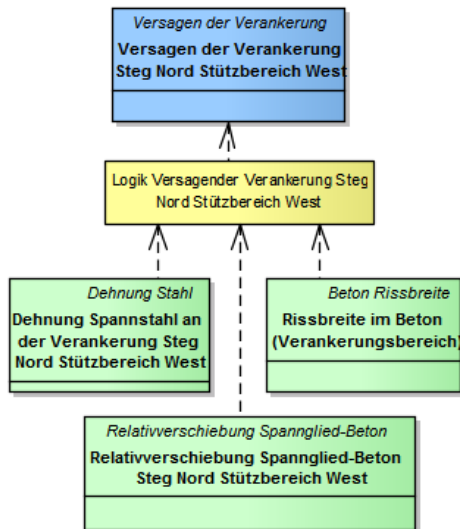 Versagen der Verankerung
Versagen der Verankerung
Steg Nord Stützbereich West
Logik Versagender Verankerung Steg
Nord Stützbereich West
Dehnung Stahl
Dehnung Spannstahl an
der Verankerung Steg
Nord Stützbereich West
Beton Rissbreite
Rissbreite im Beton
(Verankerungsbereich)
Relativverschiebung Spannglied-Beton
Relativverschiebung Spannglied-Beton
Steg Nord Stützbereich West